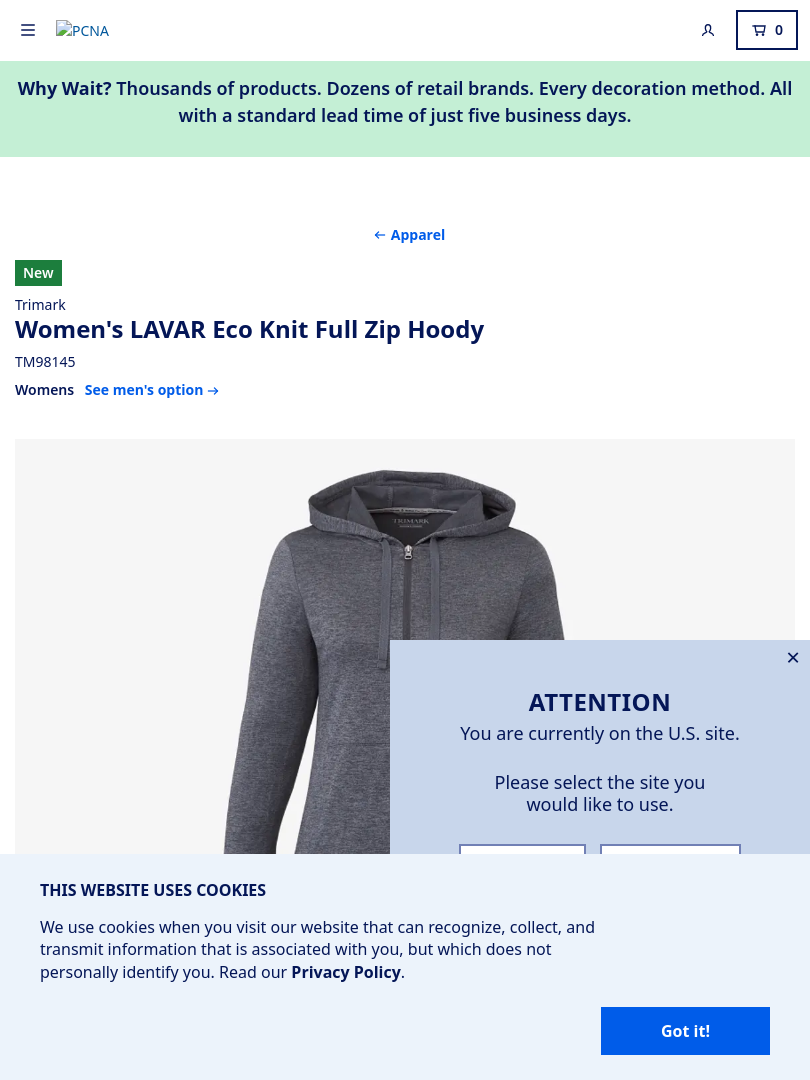 PCNA
0
Why Wait? Thousands of products. Dozens of retail brands. Every decoration method. All
with a standard lead time of just five business days.
← Apparel
New
Trimark
Women's LAVAR Eco Knit Full Zip Hoody
TM98145
Womens See men's option →
TRIMARK
ATTENTION
You are currently on the U.S. site.
Please select the site you
would like to use.
THIS WEBSITE USES COOKIES
We use cookies when you visit our website that can recognize, collect, and
transmit information that is associated with you, but which does not
personally identify you. Read our Privacy Policy.
Got it!